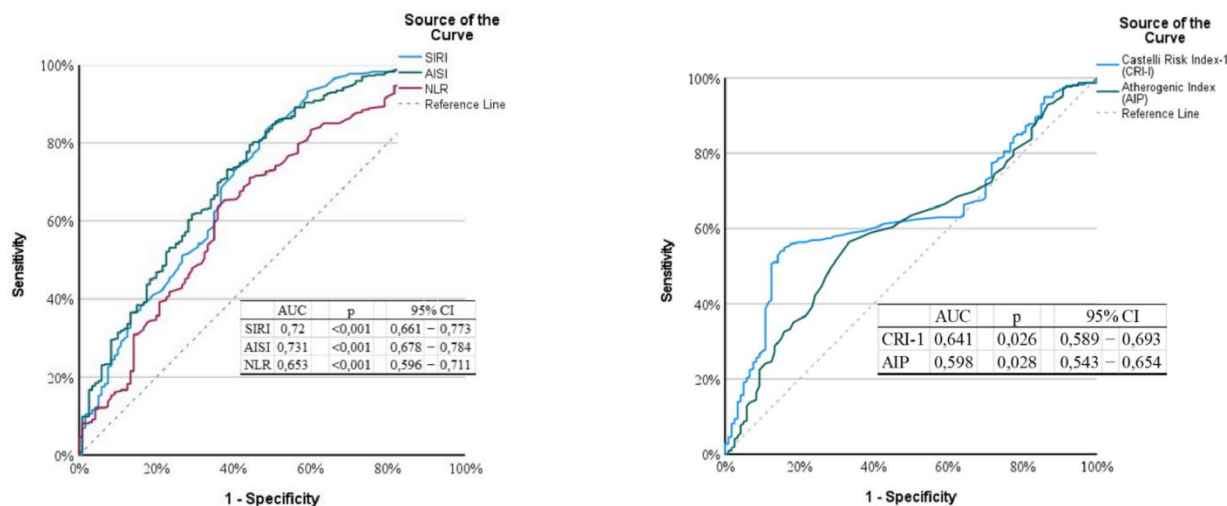 Source of the
Curve
SIRI
AISI
NLR
Reference Line
100%
80%
60%
40%
20%
0%
Sensitivity
AUC p 95% CI
SIRI 0,72 <0,001 0,661 – 0,773
AISI 0,731 <0,001 0,678 – 0,784
NLR 0,653 <0,001 0,596 – 0,711
0% 20% 40% 60% 80% 100%
1 - Specificity
Source of the
Curve
Castelli Risk Index-1
(CRI-I)
Atherogenic Index
(AIP)
Reference Line
100%
80%
60%
40%
20%
0%
Sensitivity
AUC p 95% CI
CRI-1 0,641 0,026 0,589 – 0,693
AIP 0,598 0,028 0,543 – 0,654
0% 20% 40% 60% 80% 100%
1 - Specificity